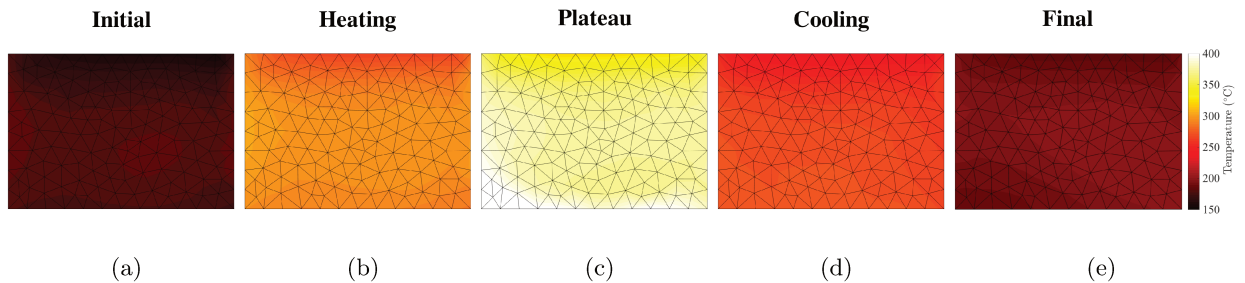 Initial
Heating
Plateau
Cooling
Final
400
350
300
250
200
150
Temperature (°C)
(a)
(b)
(c)
(d)
(e)